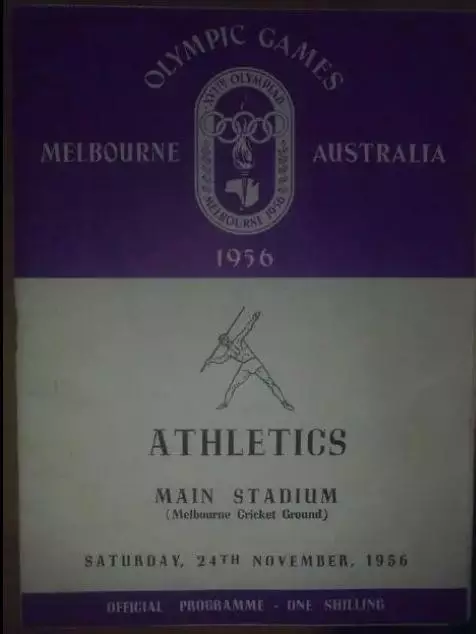 OLYMPIC GAMES
XVIth OLYMPIAD
MELBOURNE AUSTRALIA
MELBOURNE 1956
1956
ATHLETICS
MAIN STADIUM
(Melbourne Cricket Ground)
SATURDAY, 24TH NOVEMBER, 1956
OFFICIAL PROGRAMME - ONE SHILLING